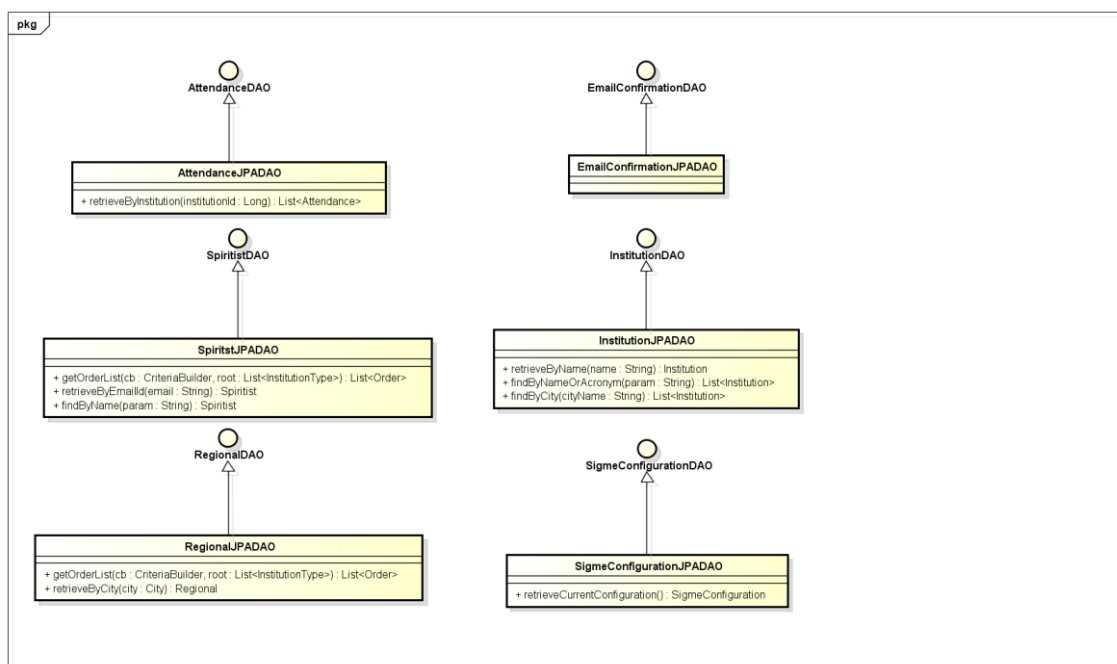 pkg
AttendanceDAO
AttendanceJPADAO
+ retrieveByInstitution(institutionId : Long) : List<Attendance>
SpiritistDAO
SpiritstJPADAO
+ getOrderList(cb : CriteriaBuilder, root : List<InstitutionType>) : List<Order>
+ retrieveByEmailId(email : String) : Spiritist
+ findByName(param : String) : Spiritist
RegionalDAO
RegionalJPADAO
+ getOrderList(cb : CriteriaBuilder, root : List<InstitutionType>) : List<Order>
+ retrieveByCity(city : City) : Regional
EmailConfirmationDAO
EmailConfirmationJPADAO
InstitutionDAO
InstitutionJPADAO
+ retrieveByName(name : String) : Institution
+ findByNameOrAcronym(param : String) : List<Institution>
+ findByCity(cityName : String) : List<Institution>
SigmeConfigurationDAO
SigmeConfigurationJPADAO
+ retrieveCurrentConfiguration() : SigmeConfiguration